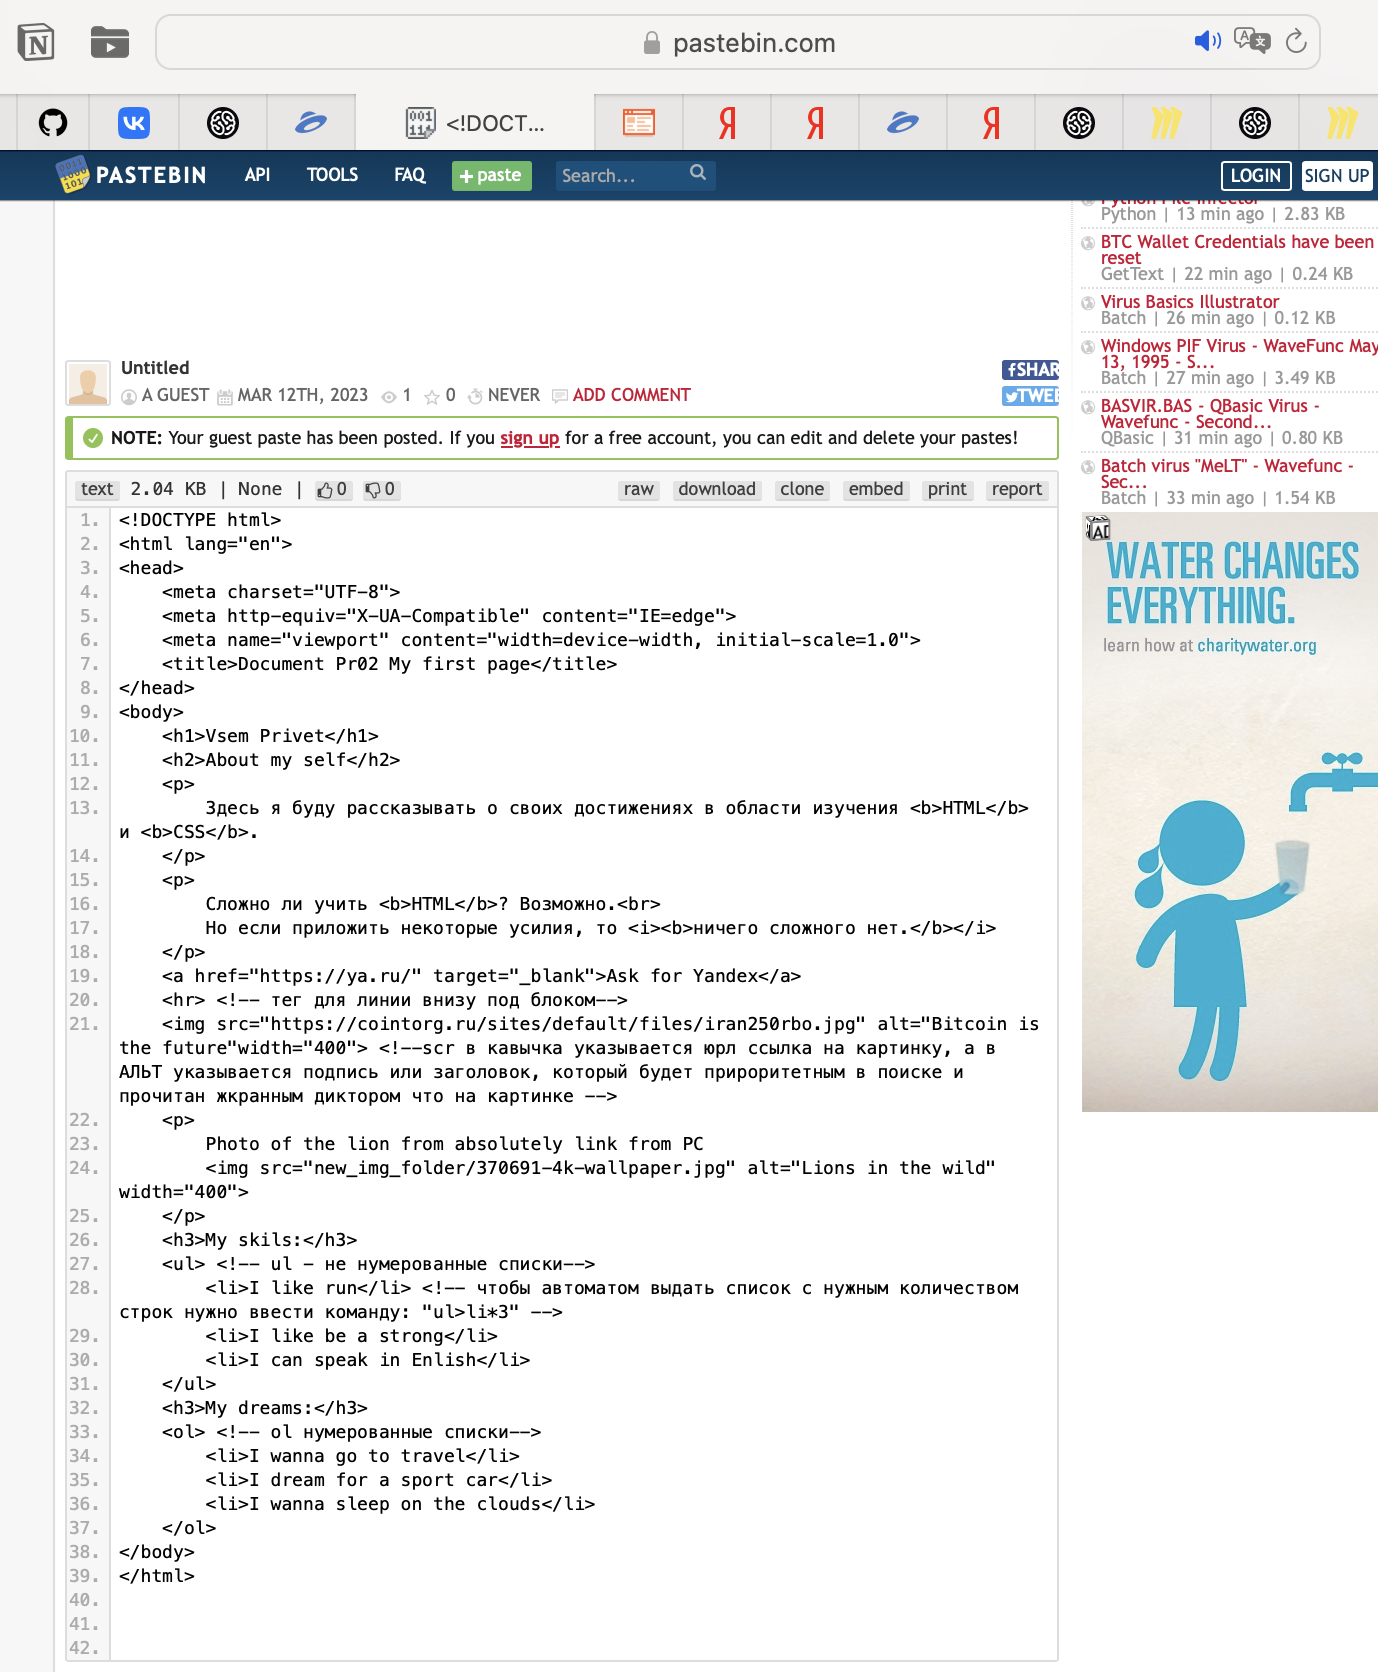 pastebin.com
<!DOCT...
PASTEBIN API TOOLS FAQ + paste Search... LOGIN SIGN UP
Python File Infector
Python | 13 min ago | 2.83 KB
BTC Wallet Credentials have been
reset
GetText | 22 min ago | 0.24 KB
Virus Basics Illustrator
Batch | 26 min ago | 0.12 KB
Windows PIF Virus - WaveFunc May
13, 1995 - S...
Batch | 27 min ago | 3.49 KB
BASVIR.BAS - QBasic Virus -
Wavefunc - Second...
QBasic | 31 min ago | 0.80 KB
Batch virus "MeLT" - Wavefunc -
Sec...
Batch | 33 min ago | 1.54 KB
WATER CHANGES
EVERYTHING.
learn how at charitywater.org
Untitled
A GUEST MAR 12TH, 2023 1 0 NEVER ADD COMMENT
SHAR
TWEE
NOTE: Your guest paste has been posted. If you sign up for a free account, you can edit and delete your pastes!
text 2.04 KB | None | 0 0 raw download clone embed print report
1. <!DOCTYPE html>
2. <html lang="en">
3. <head>
4. <meta charset="UTF-8">
5. <meta http-equiv="X-UA-Compatible" content="IE=edge">
6. <meta name="viewport" content="width=device-width, initial-scale=1.0">
7. <title>Document Pr02 My first page</title>
8. </head>
9. <body>
10. <h1>Vsem Privet</h1>
11. <h2>About my self</h2>
12. <p>
13. Здесь я буду рассказывать о своих достижениях в области изучения <b>HTML</b>
и <b>CSS</b>.
14. </p>
15. <p>
16. Сложно ли учить <b>HTML</b>? Возможно.<br>
17. Но если приложить некоторые усилия, то <i><b>ничего сложного нет.</b></i>
18. </p>
19. <a href="https://ya.ru/" target="_blank">Ask for Yandex</a>
20. <hr> <!-- тег для линии внизу под блоком-->
21. <img src="https://cointorg.ru/sites/default/files/iran250rbo.jpg" alt="Bitcoin is
the future"width="400"> <!--scr в кавычка указывается юрл ссылка на картинку, а в
АЛЬТ указывается подпись или заголовок, который будет прироритетным в поиске и
прочитан жкранным диктором что на картинке -->
22. <p>
23. Photo of the lion from absolutely link from PC
24. <img src="new_img_folder/370691-4k-wallpaper.jpg" alt="Lions in the wild"
width="400">
25. </p>
26. <h3>My skils:</h3>
27. <ul> <!-- ul - не нумерованные списки-->
28. <li>I like run</li> <!-- чтобы автоматом выдать список с нужным количеством
строк нужно ввести команду: "ul>li*3" -->
29. <li>I like be a strong</li>
30. <li>I can speak in Enlish</li>
31. </ul>
32. <h3>My dreams:</h3>
33. <ol> <!-- ol нумерованные списки-->
34. <li>I wanna go to travel</li>
35. <li>I dream for a sport car</li>
36. <li>I wanna sleep on the clouds</li>
37. </ol>
38. </body>
39. </html>
40.
41.
42.